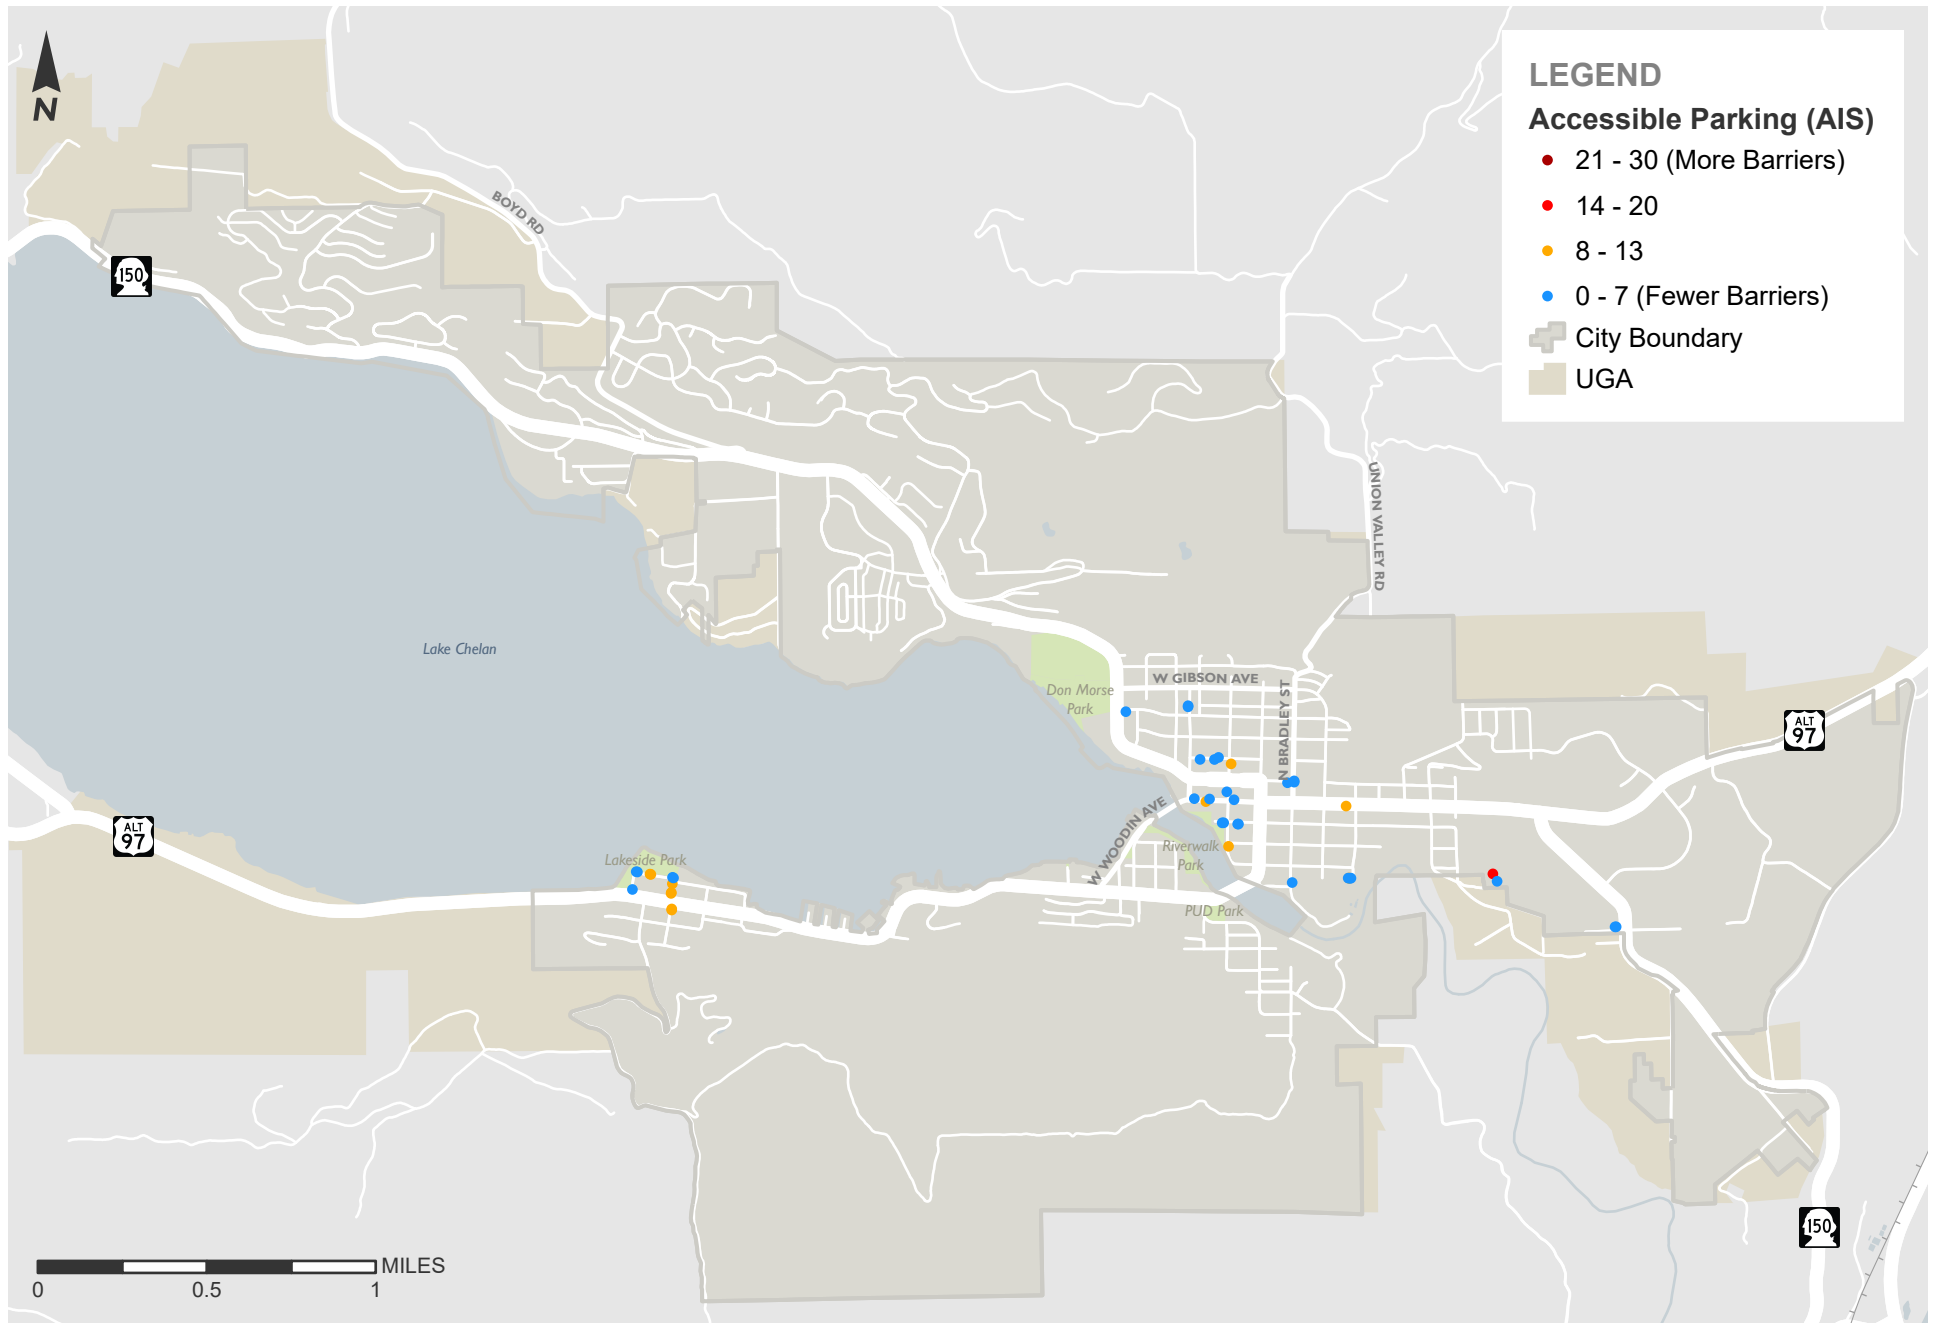 N
LEGEND
Accessible Parking (AIS)
21 - 30 (More Barriers)
14 - 20
8 - 13
0 - 7 (Fewer Barriers)
City Boundary
UGA
BOYD RD
150
UNION VALLEY RD
Lake Chelan
W GIBSON AVE
Don Morse
Park
N BRADLEY ST
ALT
97
W WOODIN AVE
ALT
97
Riverwalk
Park
Lakeside Park
PUD Park
150
MILES
0
0.5
1